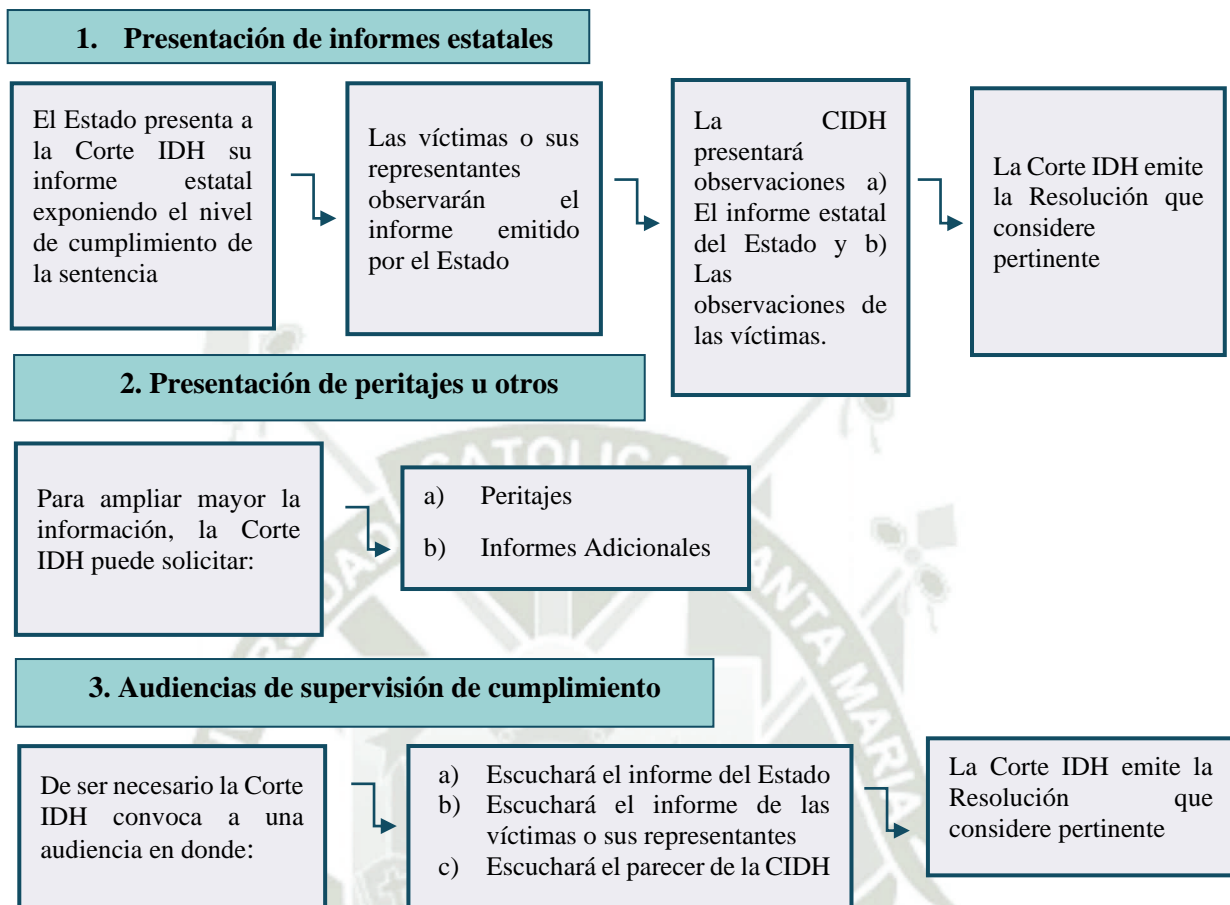 1. Presentación de informes estatales
El Estado presenta a
la Corte IDH su
informe estatal
exponiendo el nivel
de cumplimiento de
la sentencia
Las víctimas o sus
representantes
observarán el
informe emitido
por el Estado
La CIDH
presentará
observaciones a)
El informe estatal
del Estado y b)
Las
observaciones de
las víctimas.
La Corte IDH emite
la Resolución que
considere
pertinente
2. Presentación de peritajes u otros
Para ampliar mayor la
información, la Corte
IDH puede solicitar:
a) Peritajes
b) Informes Adicionales
3. Audiencias de supervisión de cumplimiento
De ser necesario la Corte
IDH convoca a una
audiencia en donde:
a) Escuchará el informe del Estado
b) Escuchará el informe de las
víctimas o sus representantes
c) Escuchará el parecer de la CIDH
La Corte IDH emite la
Resolución que
considere pertinente
CATOLICA
MARIA